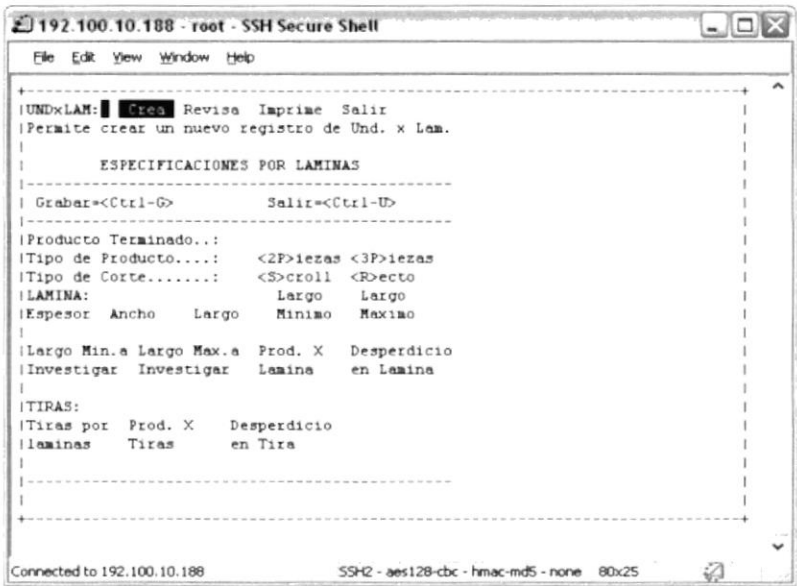 192.100.10.188 - root - SSH Secure Shell
File Edit View Window Help
UNDxLAM: Crea Revisa Imprime Salir
Permite crear un nuevo registro de Und. x Lam.
ESPECIFICACIONES POR LAMINAS
Grabar=<Ctrl-G> Salir=<Ctrl-U>
Producto Terminado..:
Tipo de Producto....: <2P>iezas <3P>iezas
Tipo de Corte.......: <S>croll <R>ecto
LAMINA: Largo Largo
Espesor Ancho Largo Minimo Maximo
Largo Min.a Largo Max.a Prod. X Desperdicio
Investigar Investigar Lamina en Lamina
TIRAS:
Tiras por Prod. X Desperdicio
laminas Tiras en Tira
Connected to 192.100.10.188 SSH2 - aes128-cbc - hmac-md5 - none 80x25